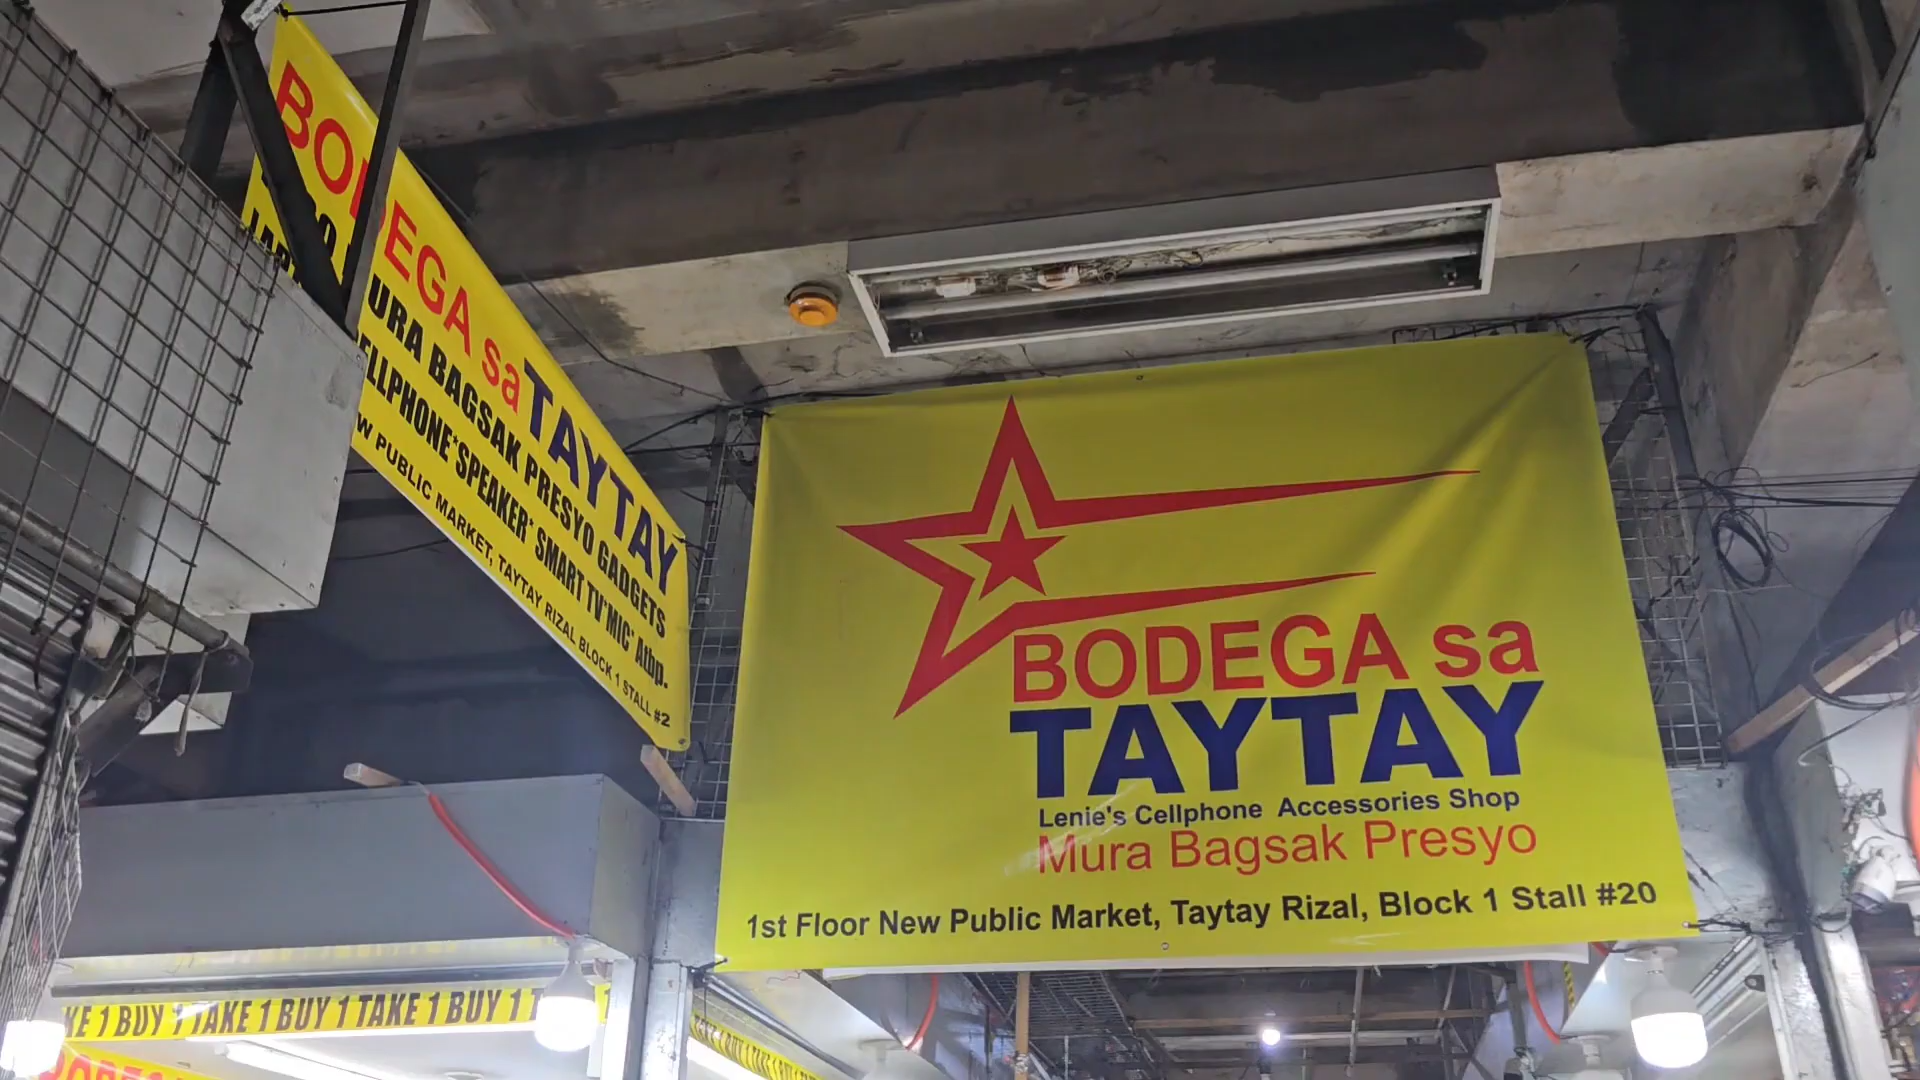 BODEGA sa TAYTAY
URA BAGSAK PRESYO GADGETS
ELLPHONE*SPEAKER* SMART TV*MIC* Atbp.
W PUBLIC MARKET, TAYTAY RIZAL BLOCK 1 STALL #2
BODEGA sa
TAYTAY
Lenie's Cellphone Accessories Shop
Mura Bagsak Presyo
1st Floor New Public Market, Taytay Rizal, Block 1 Stall #20
KE 1 BUY 1 TAKE 1 BUY 1 TAKE 1 BUY 1 T